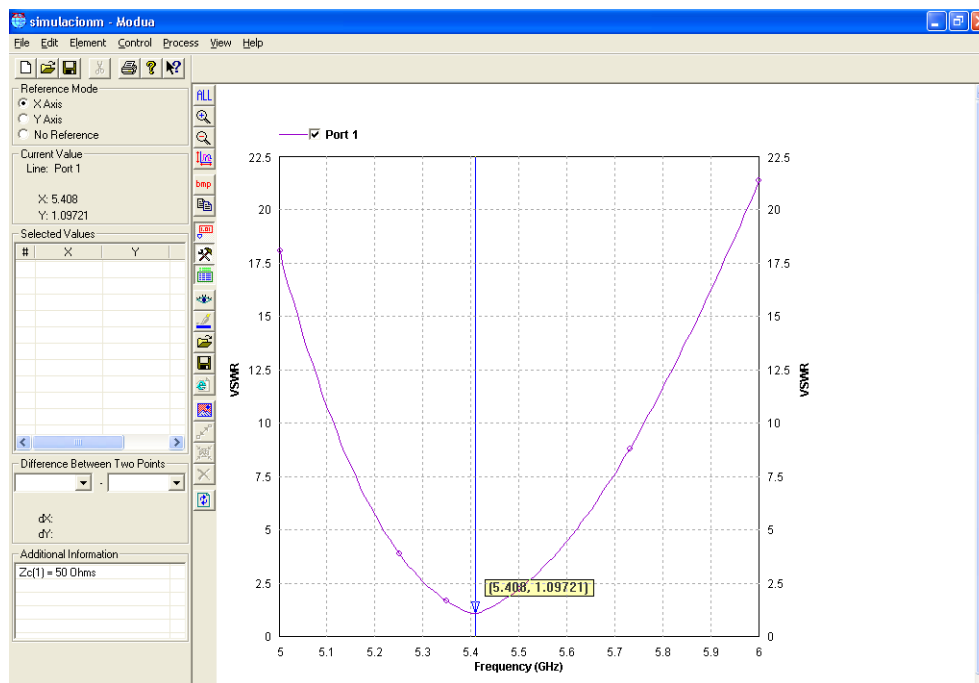 simulacionm - Modua
File Edit Element Control Process View Help
Reference Mode
X Axis
Y Axis
No Reference
Current Value
Line: Port 1
X: 5.408
Y: 1.09721
Selected Values
# X Y
Difference Between Two Points
-
dX:
dY:
Additional Information
Zc(1) = 50 Ohms
ALL
bmp
Port 1
22.5 22.5
20 20
17.5 17.5
15 15
12.5 12.5
VSWR VSWR
10 10
7.5 7.5
5 5
2.5 2.5
(5.408, 1.09721)
0 0
5 5.1 5.2 5.3 5.4 5.5 5.6 5.7 5.8 5.9 6
Frequency (GHz)